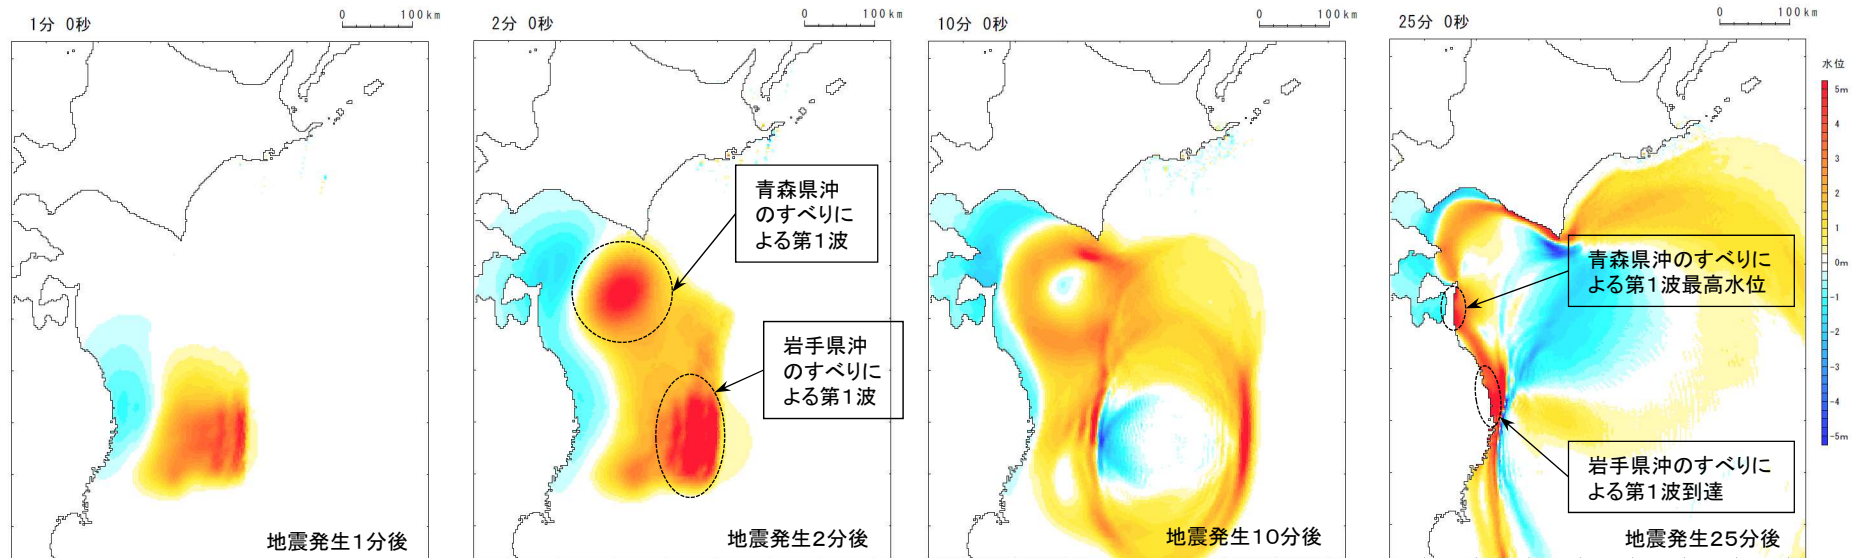 1分 0秒
0 100km
地震発生1分後
2分 0秒
0 100km
青森県沖
のすべりに
よる第1波
岩手県沖
のすべりに
よる第1波
地震発生2分後
10分 0秒
0 100km
地震発生10分後
25分 0秒
0 100km
青森県沖のすべりに
よる第1波最高水位
岩手県沖のすべりに
よる第1波到達
地震発生25分後
水位
5m
4
3
2
1
0m
-1
-2
-3
-4
-5m